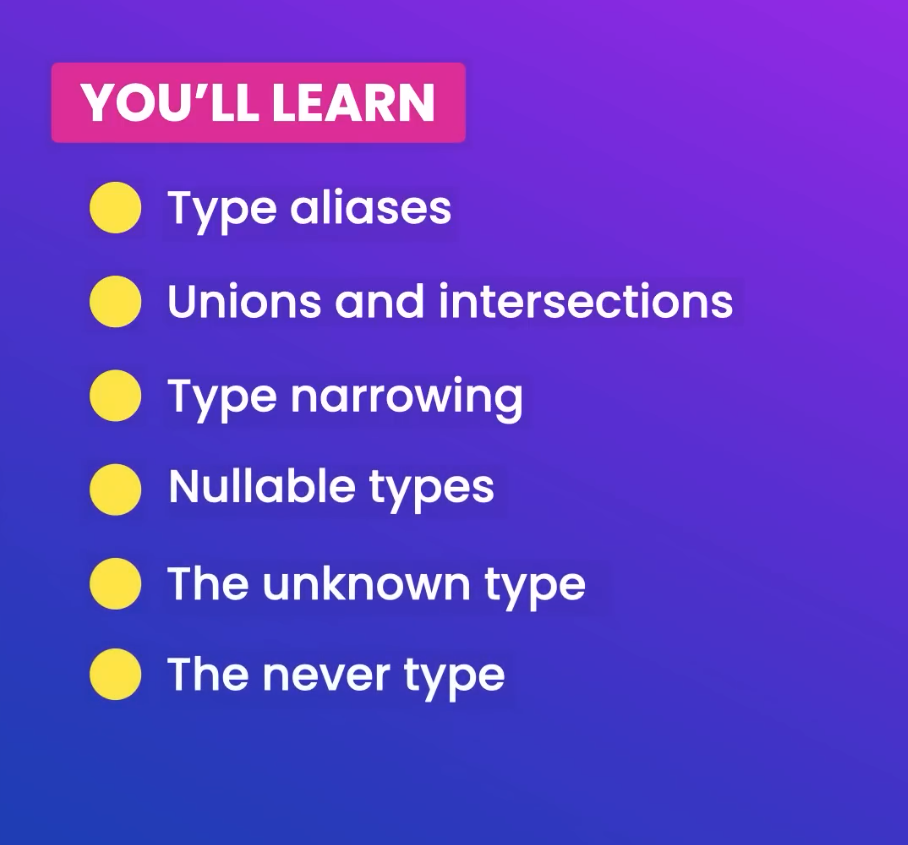 YOU’LL LEARN
Type aliases
Unions and intersections
Type narrowing
Nullable types
The unknown type
The never type